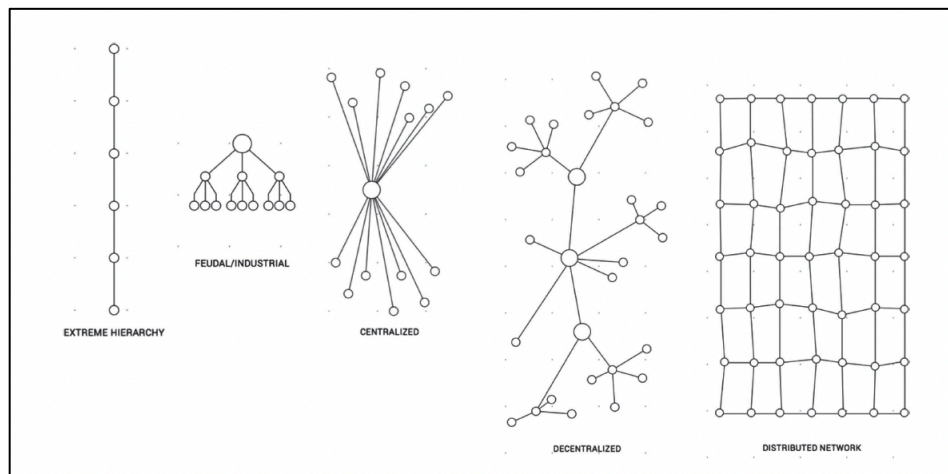 EXTREME HIERARCHY
FEUDAL/INDUSTRIAL
CENTRALIZED
DECENTRALIZED
DISTRIBUTED NETWORK